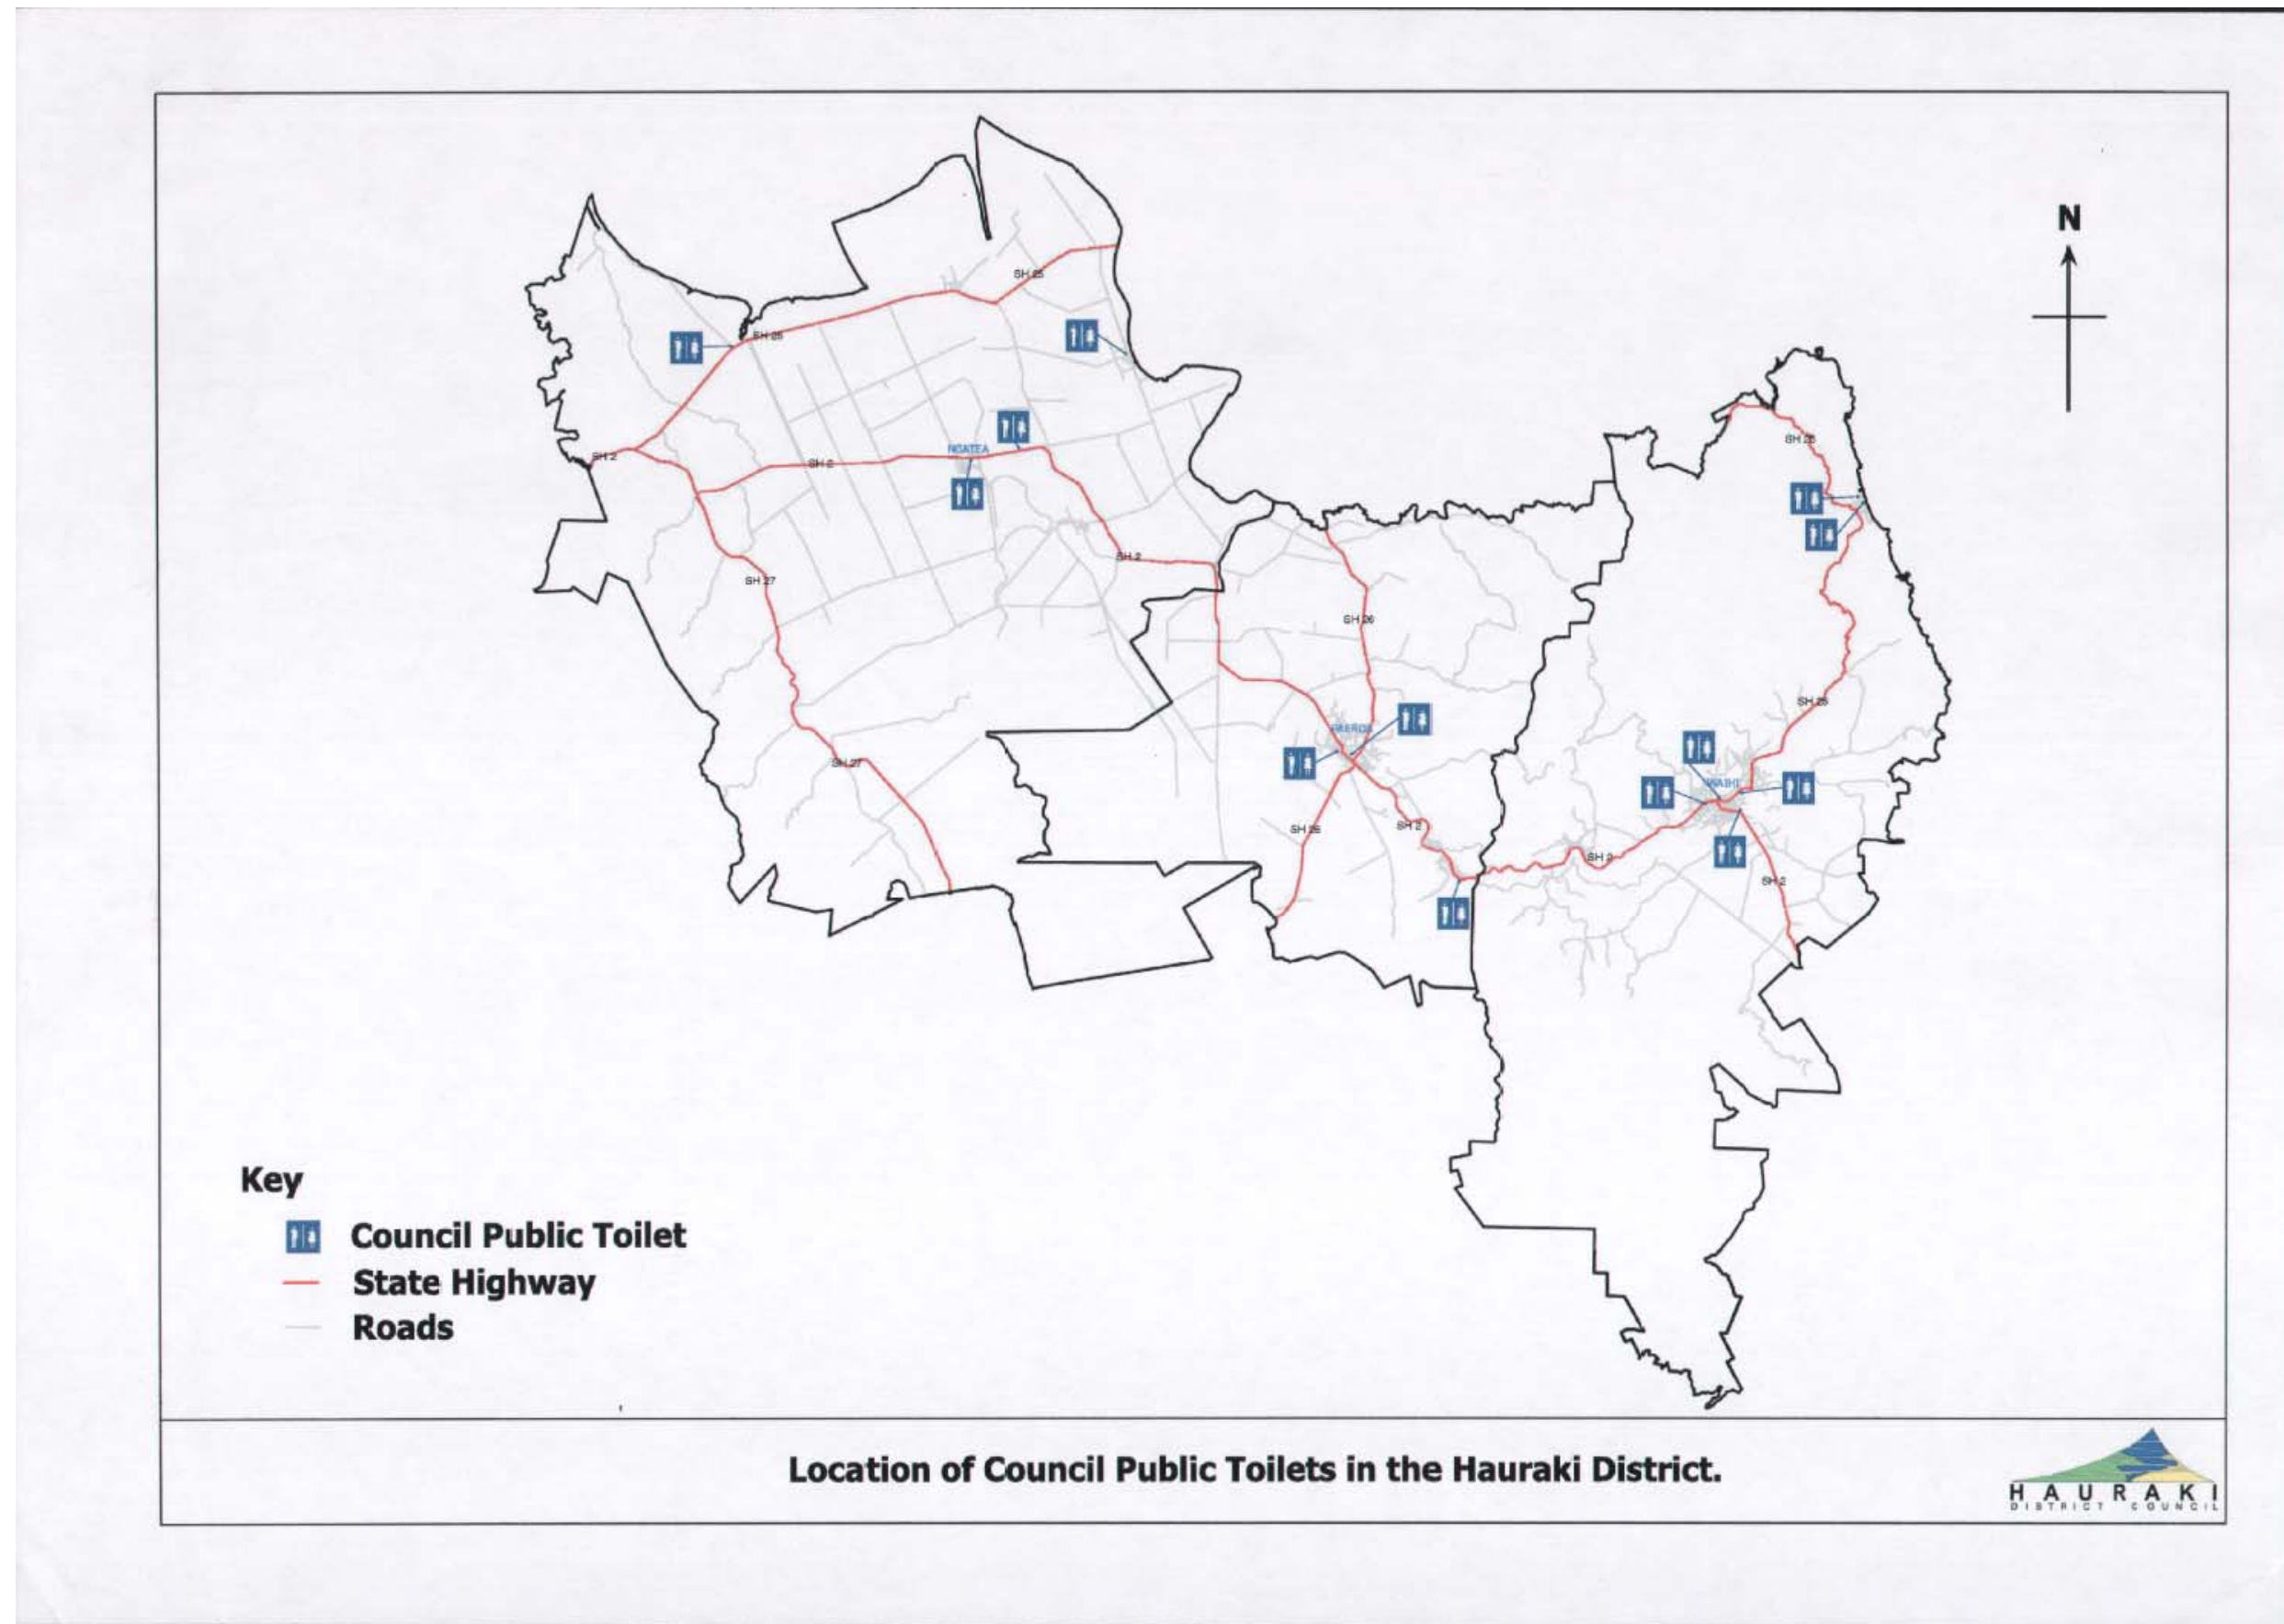 N
SH 25
SH 25
SH 25
SH 2
NGATEA
SH 2
SH 2
SH 27
SH 26
SH 25
PAEROA
SH 27
WAIHI
SH 26
SH 2
SH 2
SH 2
Key
Council Public Toilet
State Highway
Roads
Location of Council Public Toilets in the Hauraki District.
HAURAKI
DISTRICT COUNCIL